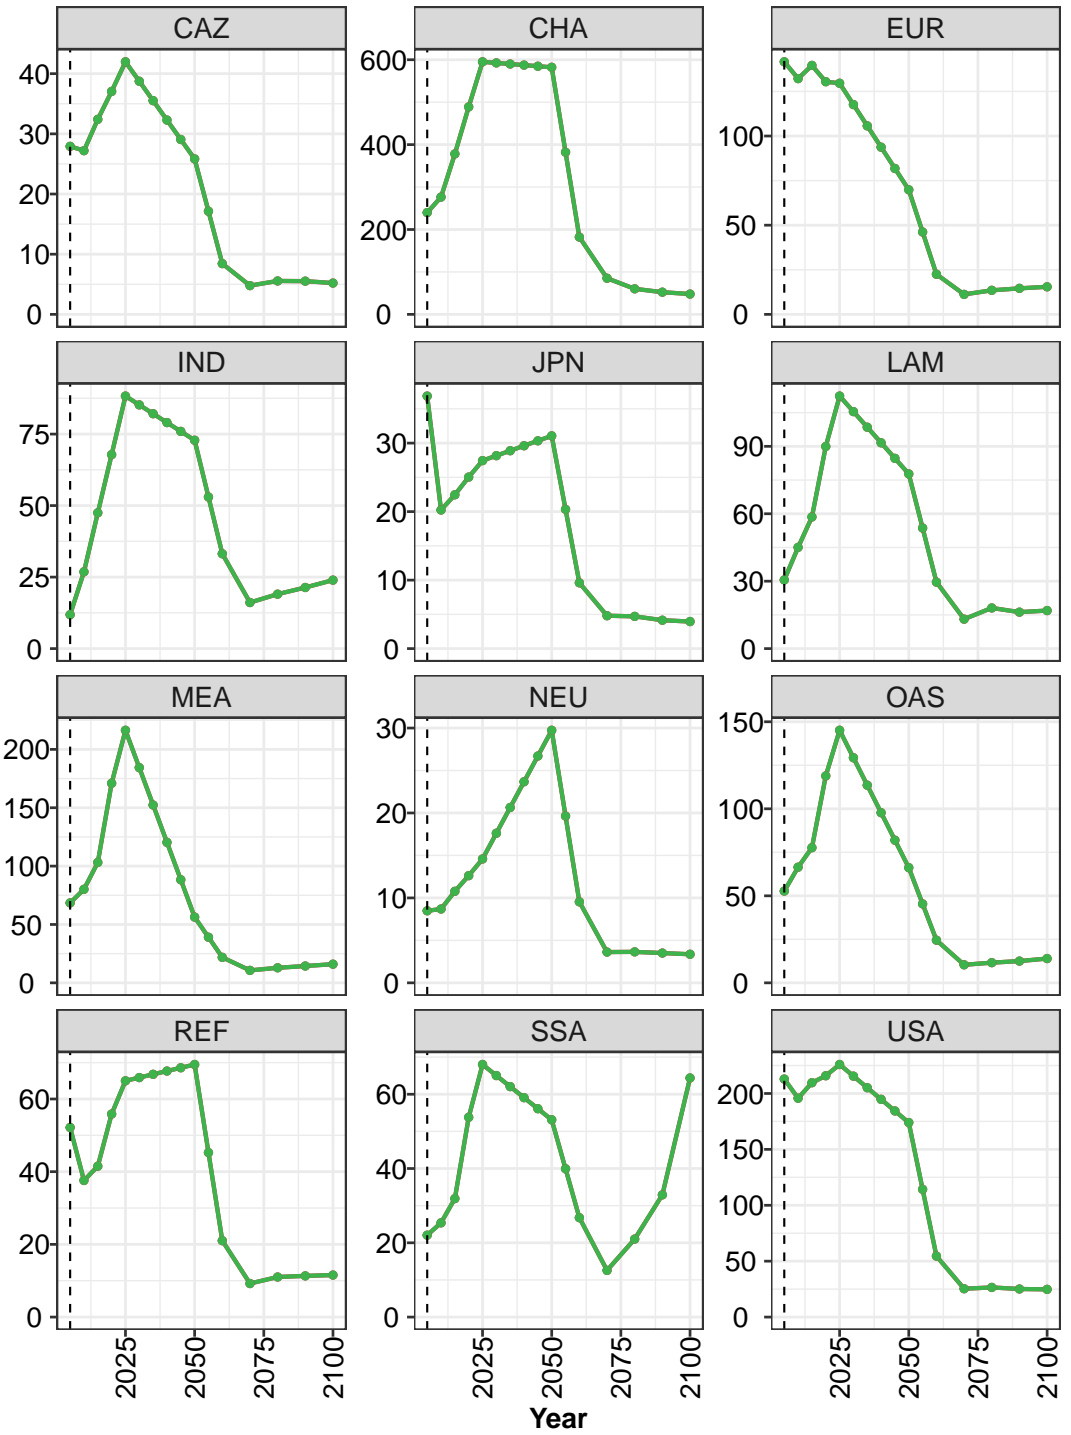 CAZ CHA EUR
40 600
30 400 100
20
10 200 50
0 0 0
IND JPN LAM
75 30 90
50 20 60
25 10 30
0 0 0
MEA NEU OAS
200 30 150
150 20 100
100
50 10 50
0 0 0
REF SSA USA
60 60 200
40 40 150
100
20 20 50
0 0 0
2025 2050 2075 2100 2025 2050 2075 2100 2025 2050 2075 2100
Year